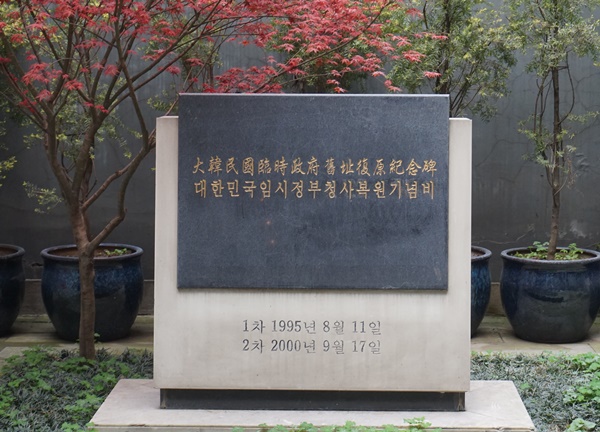 大韓民國臨時政府舊址復原紀念碑
대한민국임시정부청사복원기념비
1차 1995년 8월 11일
2차 2000년 9월 17일